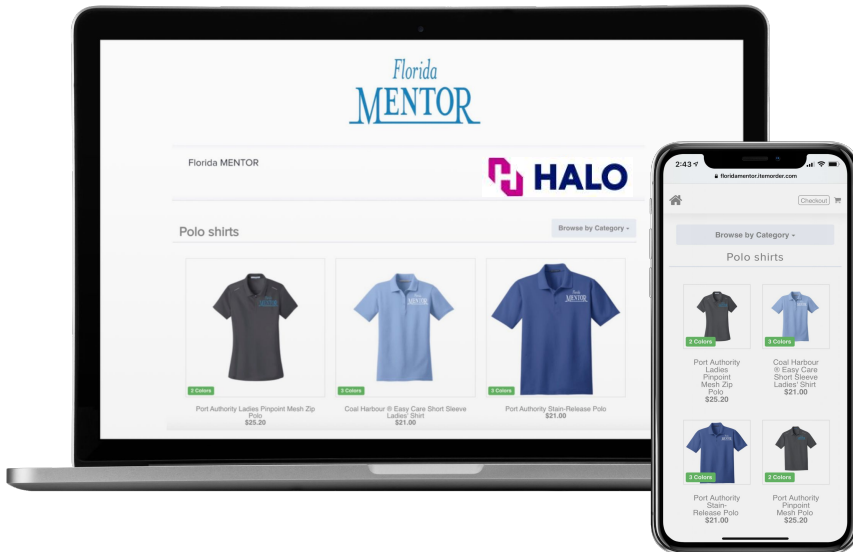 Florida
MENTOR
Florida MENTOR
HALO
Polo shirts
Browse by Category
2 Colors
3 Colors
3 Colors
Port Authority Ladies Pinpoint Mesh Zip
Polo
$25.20
Coal Harbour ® Easy Care Short Sleeve
Ladies' Shirt
$21.00
Port Authority Stain-Release Polo
$21.00
2:43
floridamentor.itemorder.com
Checkout
Browse by Category
Polo shirts
2 Colors
3 Colors
Port Authority
Ladies
Pinpoint
Mesh Zip
Polo
$25.20
Coal Harbour
® Easy Care
Short Sleeve
Ladies' Shirt
$21.00
3 Colors
2 Colors
Port Authority
Stain-
Release Polo
$21.00
Port Authority
Pinpoint
Mesh Polo
$25.20